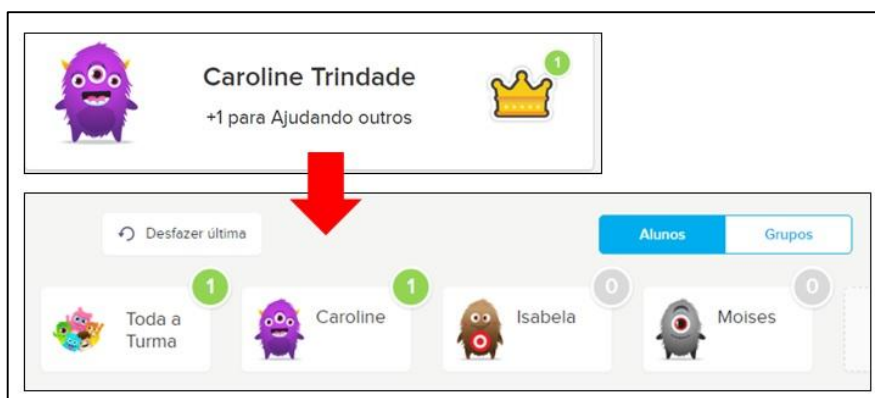 Caroline Trindade
1
+1 para Ajudando outros
Desfazer última
Alunos
Grupos
1
1
0
0
Toda a
Turma
Caroline
Isabela
Moises